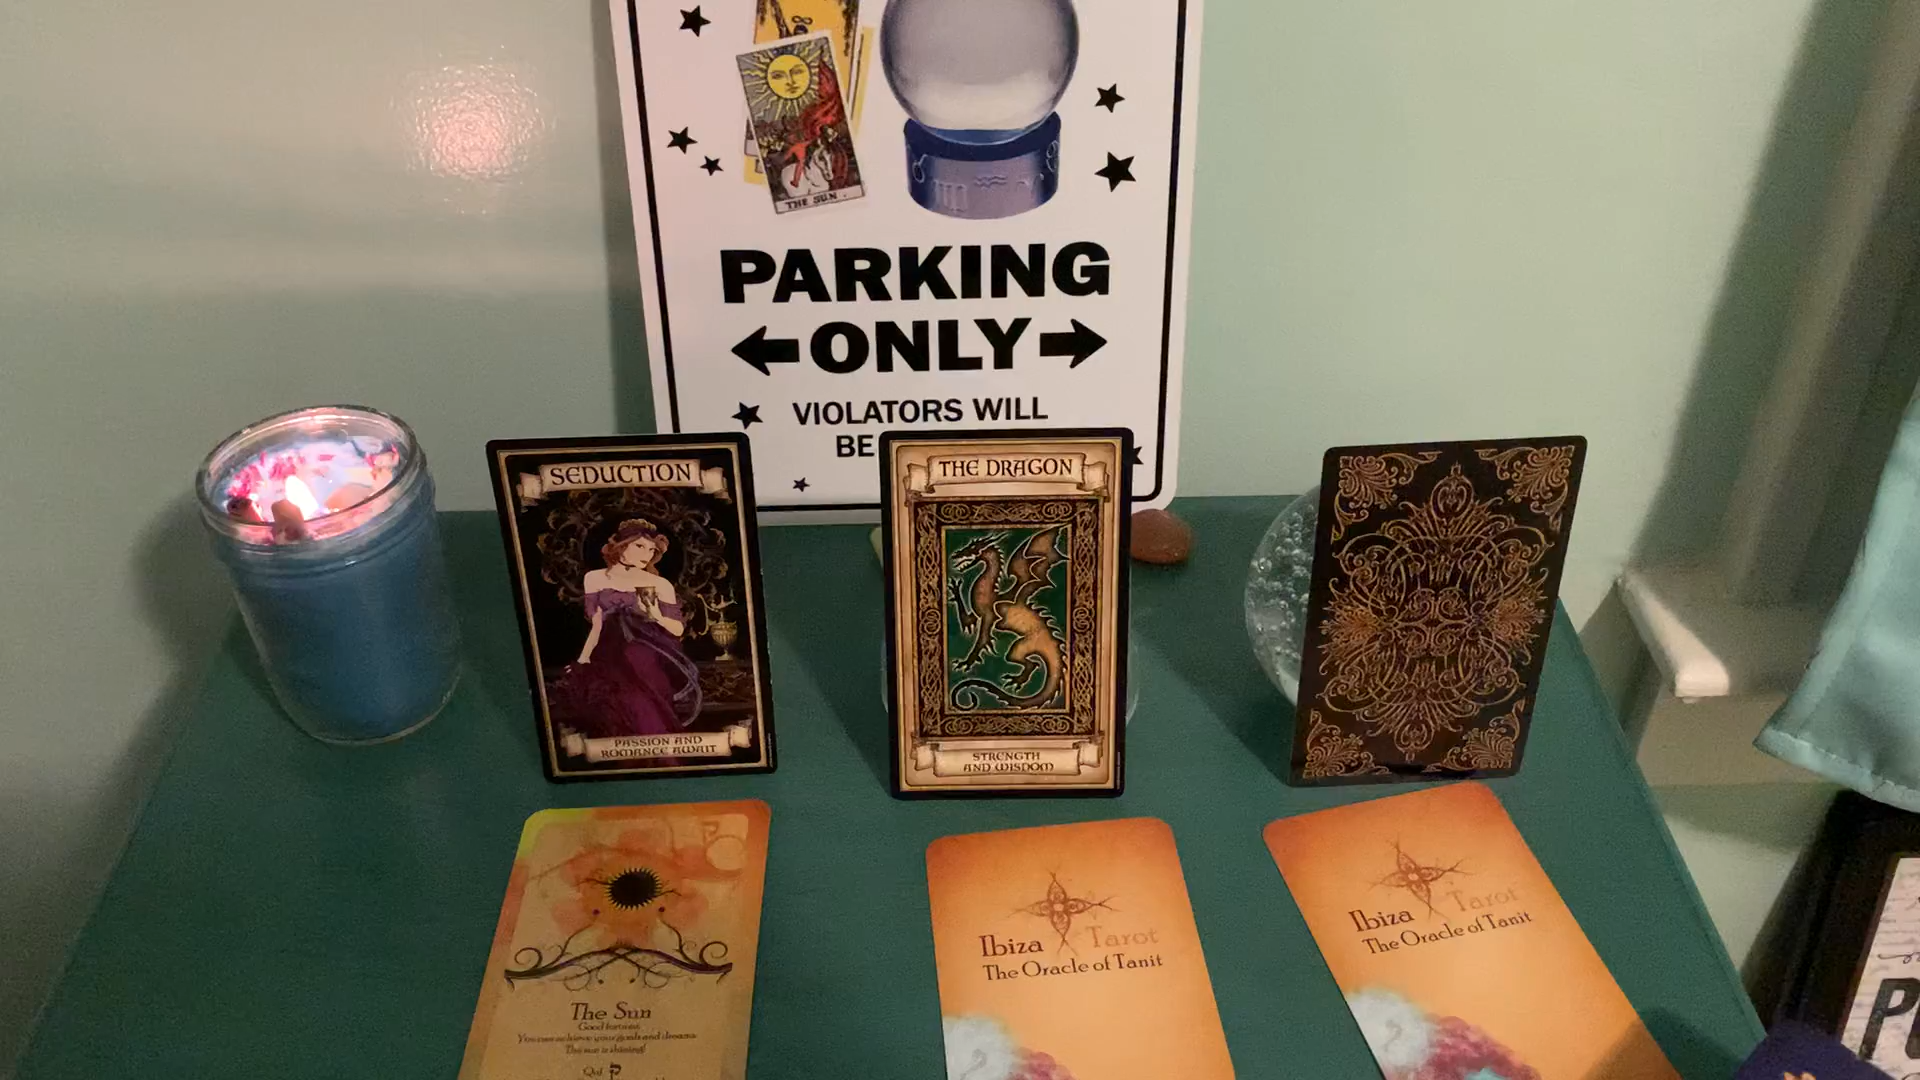 THE SUN.
PARKING
ONLY
VIOLATORS WILL
BE
SEDUCTION
PASSION AND
ROMANCE AWAIT
THE DRAGON
STRENGTH
AND WISDOM
The Sun
Good fortune.
You can achieve your goals and dreams.
The sun is shining!
Qof ק
Ibiza Tarot
The Oracle of Tanit
Ibiza Tarot
The Oracle of Tanit